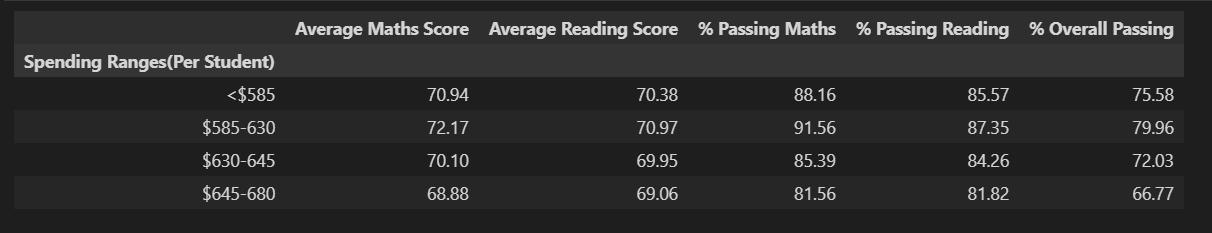 Average Maths Score Average Reading Score % Passing Maths % Passing Reading % Overall Passing
Spending Ranges(Per Student)
<$585 70.94 70.38 88.16 85.57 75.58
$585-630 72.17 70.97 91.56 87.35 79.96
$630-645 70.10 69.95 85.39 84.26 72.03
$645-680 68.88 69.06 81.56 81.82 66.77